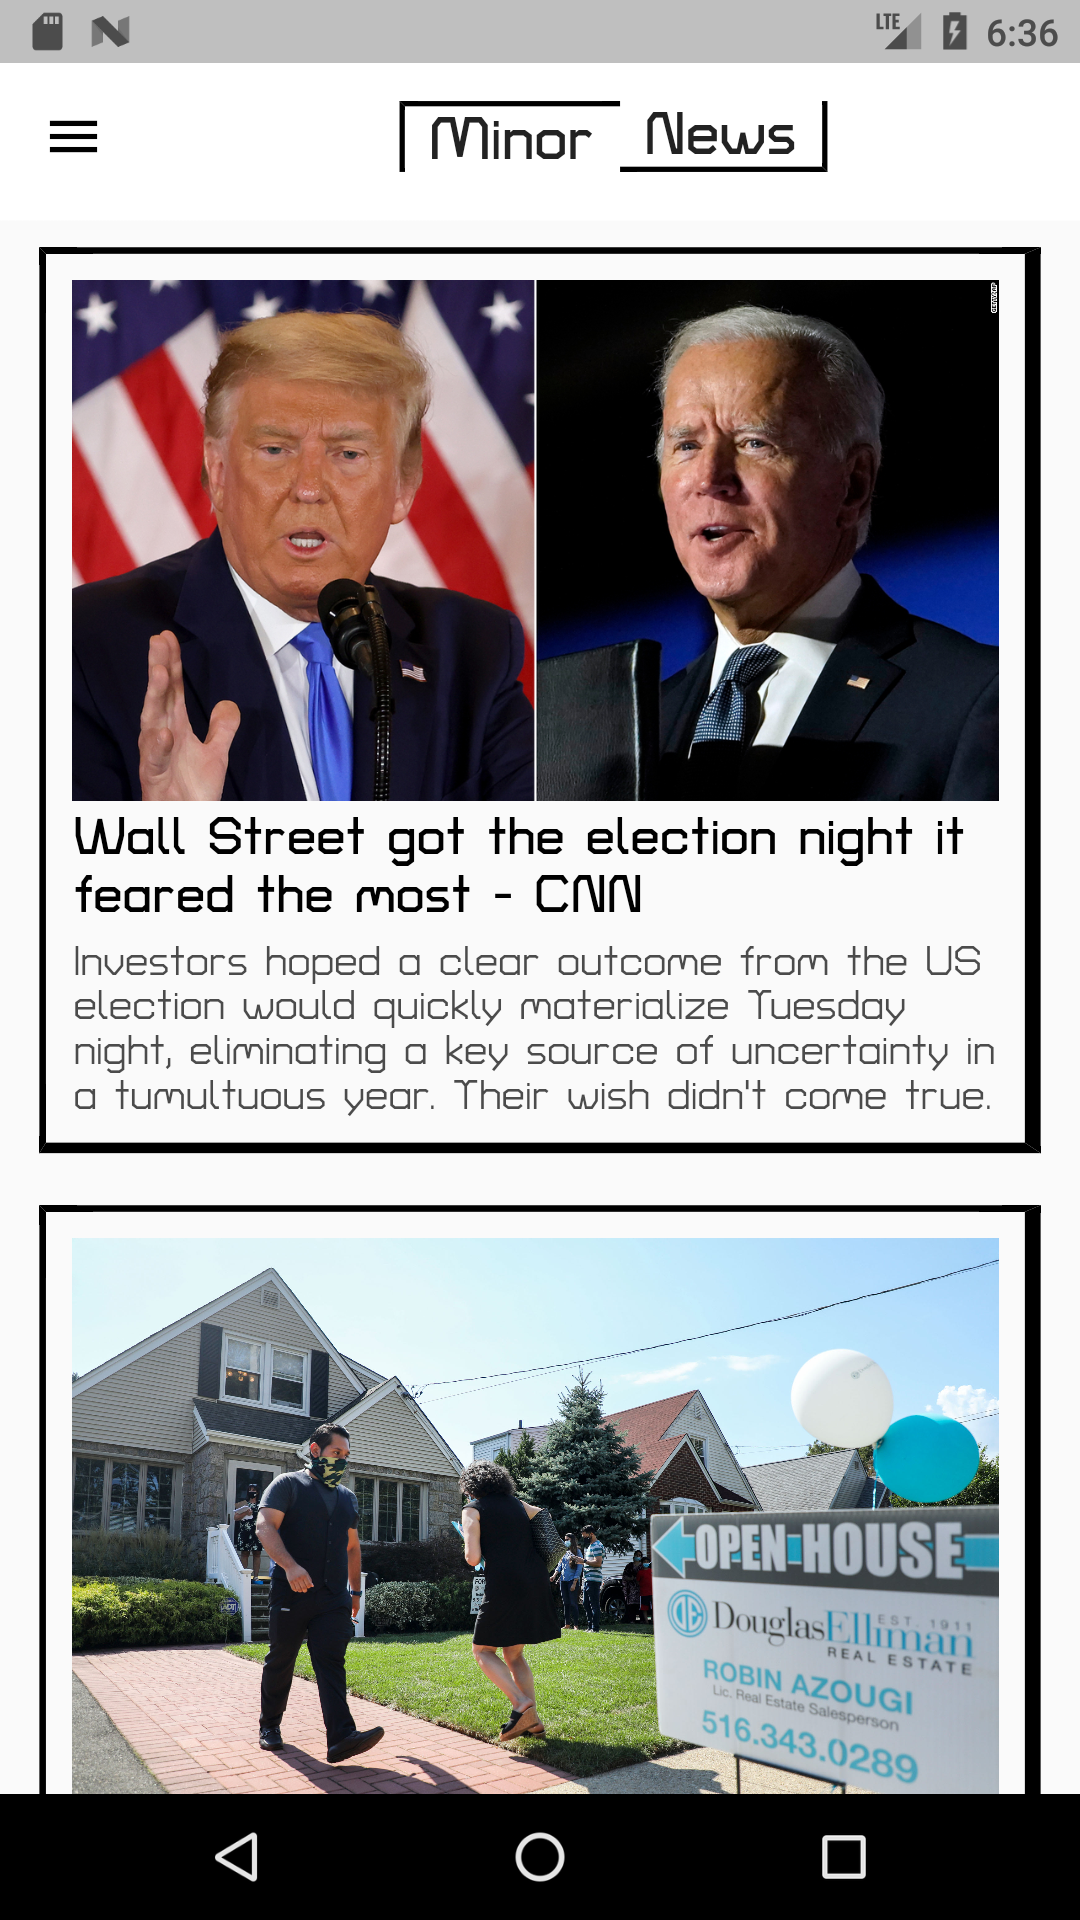 LTE 6:36
Minor News
Wall Street got the election night it
feared the most - CNN
Investors hoped a clear outcome from the US
election would quickly materialize Tuesday
night, eliminating a key source of uncertainty in
a tumultuous year. Their wish didn't come true.
OPEN HOUSE
EST. 1911
DouglasElliman
REAL ESTATE
ROBIN AZOUGI
Lic. Real Estate Salesperson
516.343.0289